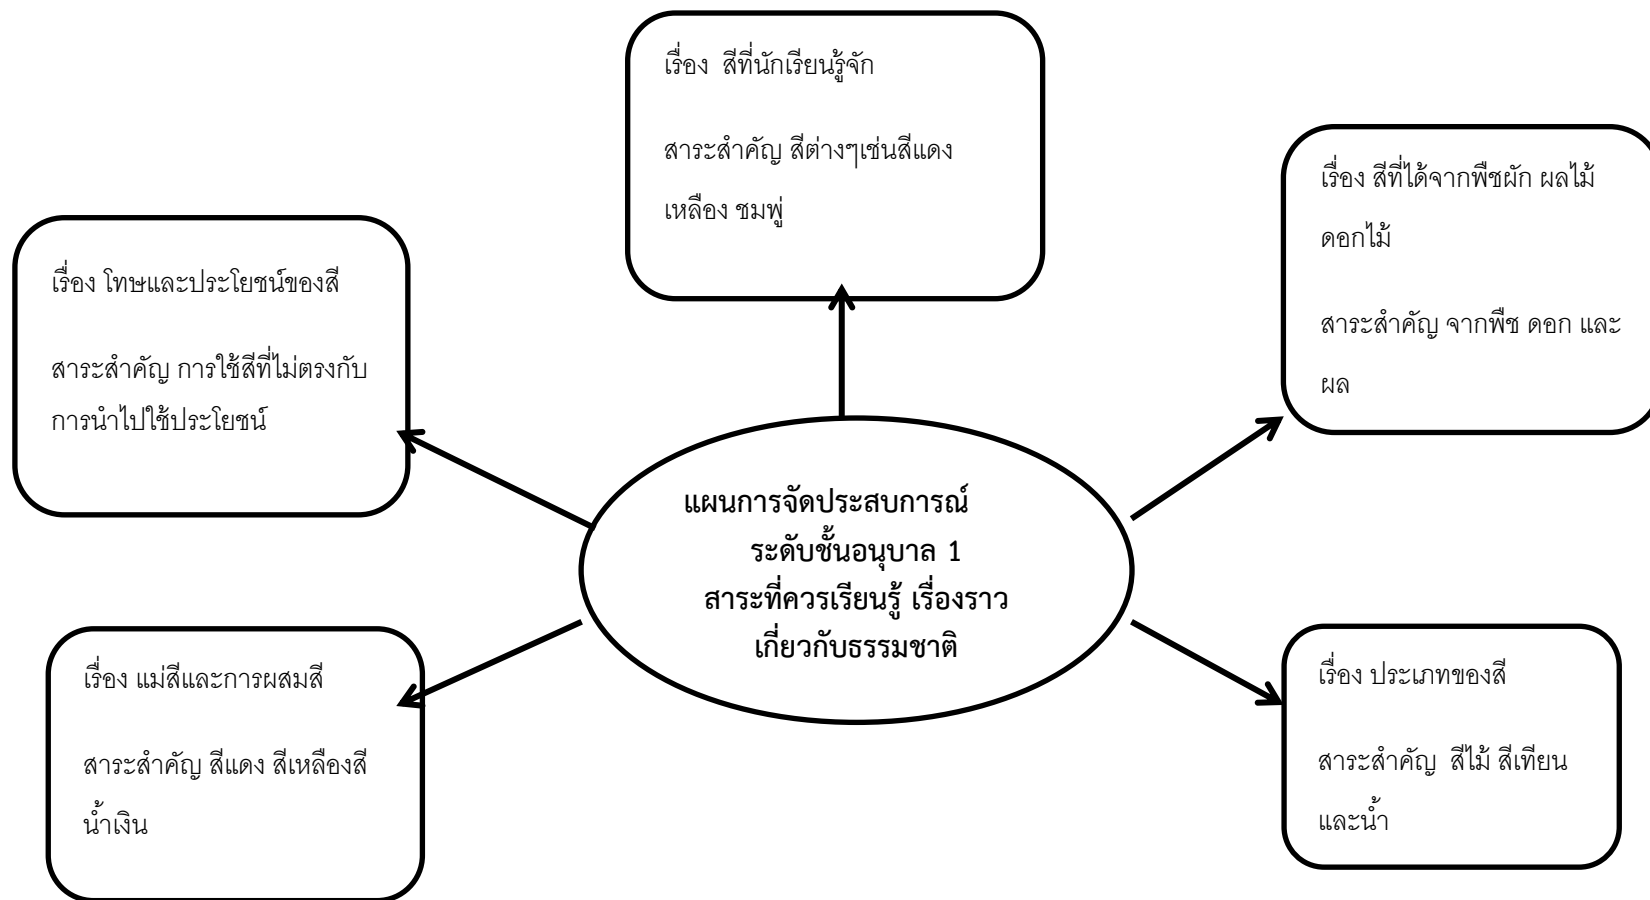 เรื่อง  สีที่นักเรียนรู้จัก
สาระสำคัญ สีต่างๆเช่นสีแดง
เหลือง ชมพู่
เรื่อง สีที่ได้จากพืชผัก ผลไม้
ดอกไม้
สาระสำคัญ จากพืช ดอก และ
ผล
เรื่อง โทษและประโยชน์ของสี
สาระสำคัญ การใช้สีที่ไม่ตรงกับ
การนำไปใช้ประโยชน์
แผนการจัดประสบการณ์
ระดับชั้นอนุบาล 1
สาระที่ควรเรียนรู้ เรื่องราว
เกี่ยวกับธรรมชาติ
เรื่อง แม่สีและการผสมสี
สาระสำคัญ สีแดง สีเหลืองสี
น้ำเงิน
เรื่อง ประเภทของสี
สาระสำคัญ  สีไม้ สีเทียน
และน้ำ